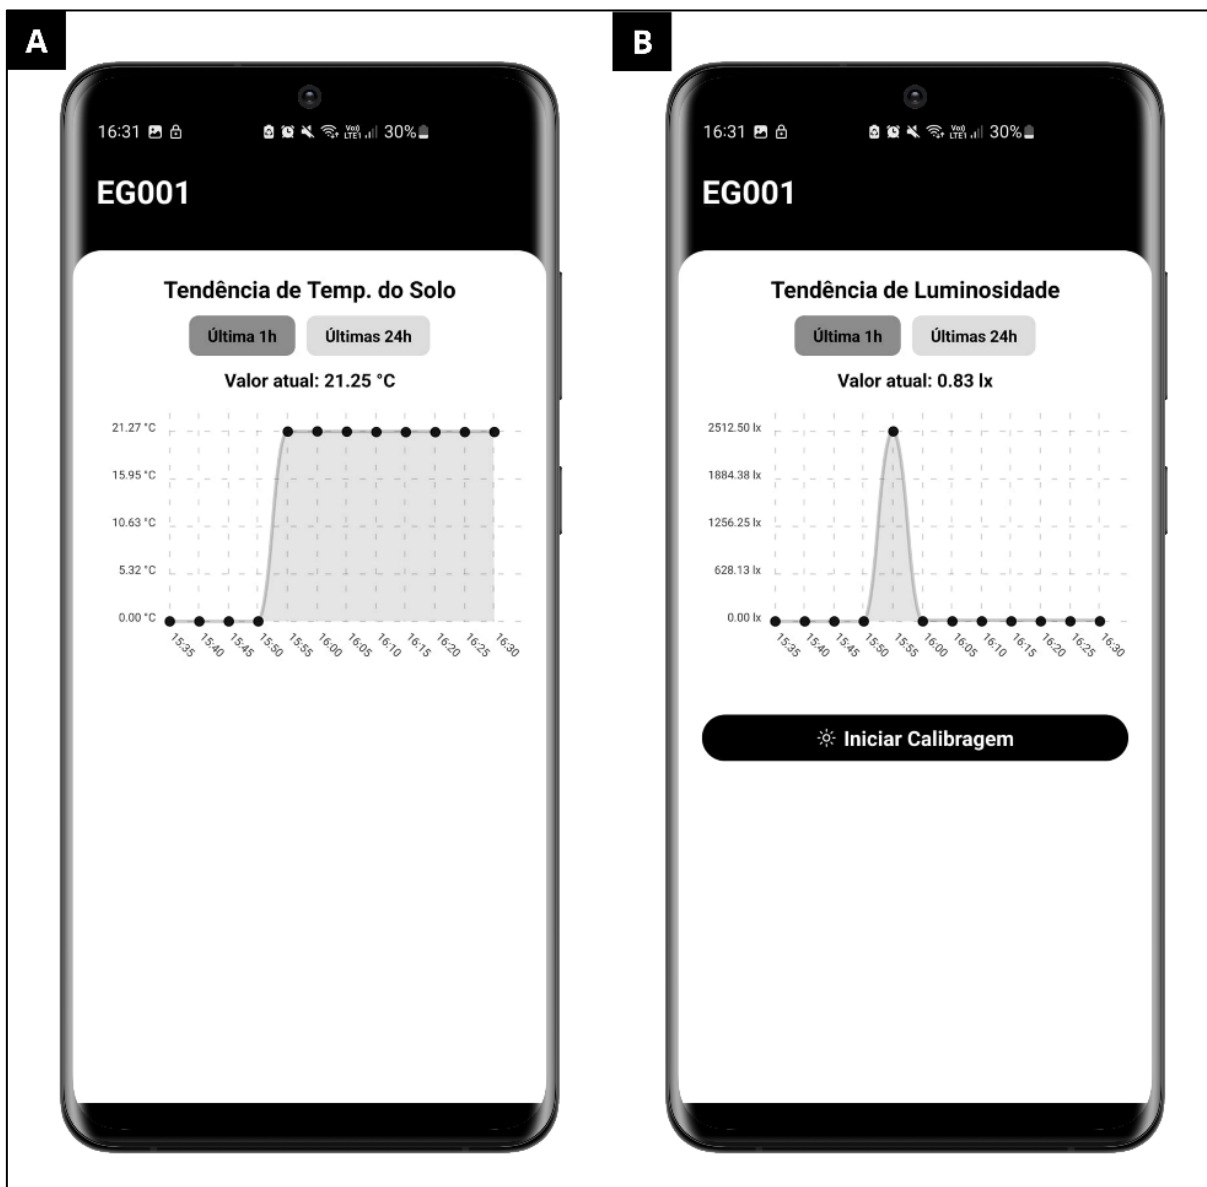 A
16:31 Voo) LTE1 30%
EG001
Tendência de Temp. do Solo
Última 1h Últimas 24h
Valor atual: 21.25 °C
21.27 °C
15.95 °C
10.63 °C
5.32 °C
0.00 °C
15:35 15:40 15:45 15:50 15:55 16:00 16:05 16:10 16:15 16:20 16:25 16:30
B
16:31 Voo) LTE1 30%
EG001
Tendência de Luminosidade
Última 1h Últimas 24h
Valor atual: 0.83 lx
2512.50 lx
1884.38 lx
1256.25 lx
628.13 lx
0.00 lx
15:35 15:40 15:45 15:50 15:55 16:00 16:05 16:10 16:15 16:20 16:25 16:30
Iniciar Calibragem